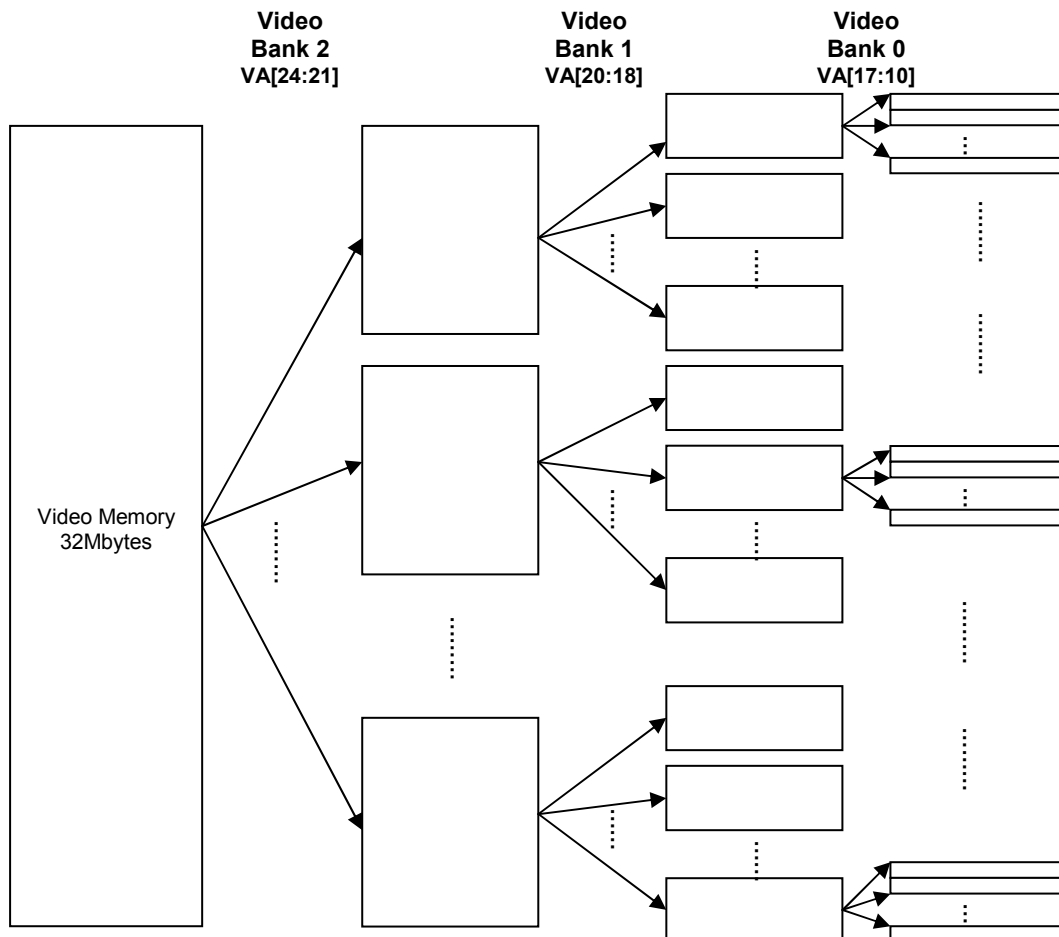 Video
Bank 2
VA[24:21]
Video
Bank 1
VA[20:18]
Video
Bank 0
VA[17:10]
Video Memory
32Mbytes